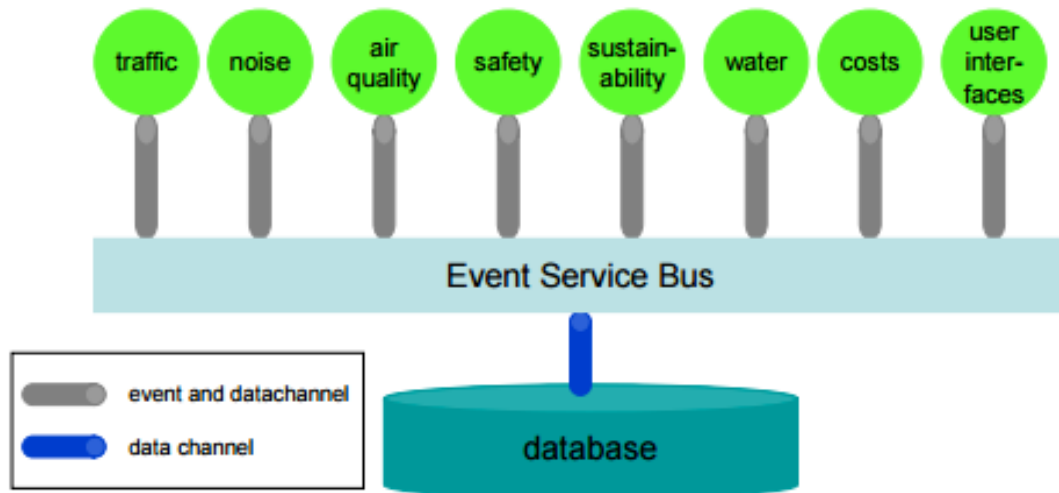 traffic
noise
air
quality
safety
sustain-
ability
water
costs
user
inter-
faces
Event Service Bus
event and datachannel
data channel
database